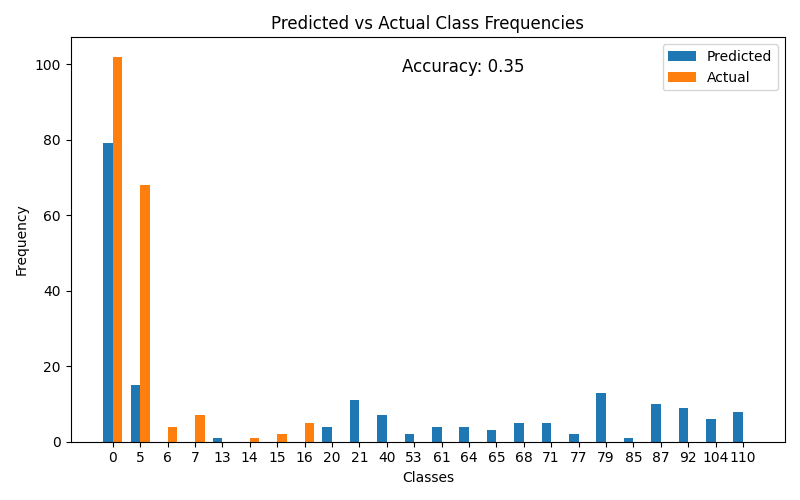 Predicted vs Actual Class Frequencies
Accuracy: 0.35
Predicted
Actual
Frequency
100
80
60
40
20
0
0 5 6 7 13 14 15 16 20 21 40 53 61 64 65 68 71 77 79 85 87 92 104 110
Classes